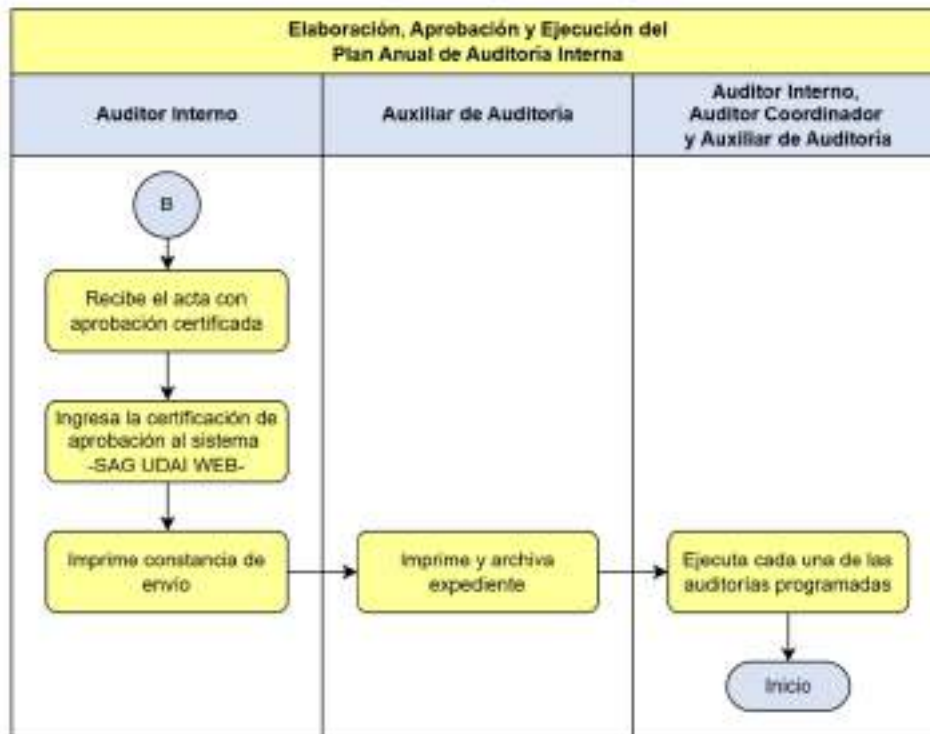 Elaboración, Aprobación y Ejecución del
Plan Anual de Auditoría Interna
Auditor Interno
Auxiliar de Auditoría
Auditor Interno,
Auditor Coordinador
y Auxiliar de Auditoría
B
Recibe el acta con
aprobación certificada
Ingresa la certificación de
aprobación al sistema
-SAG UDAI WEB-
Imprime constancia de
envío
Imprime y archiva
expediente
Ejecuta cada una de las
auditorías programadas
Inicio